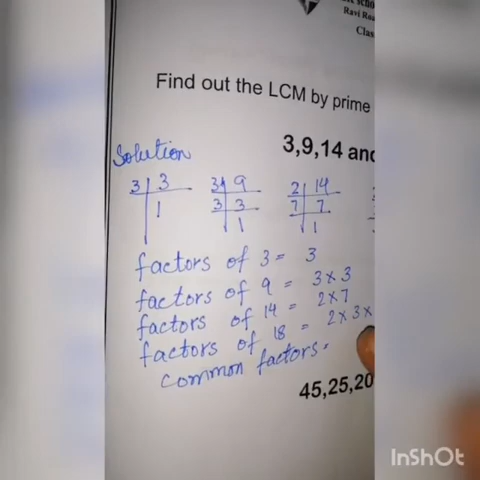 Ravi
Find out the LCM by prime
3,9,14 and
Solution
3 3
1
3 9
3 3
1
2 14
7 7
1
factors of 3 = 3
factors of 9 = 3 × 3
factors of 14 = 2 × 7
factors of 18 = 2 × 3 ×
common factors =
45,25,20
InShOt